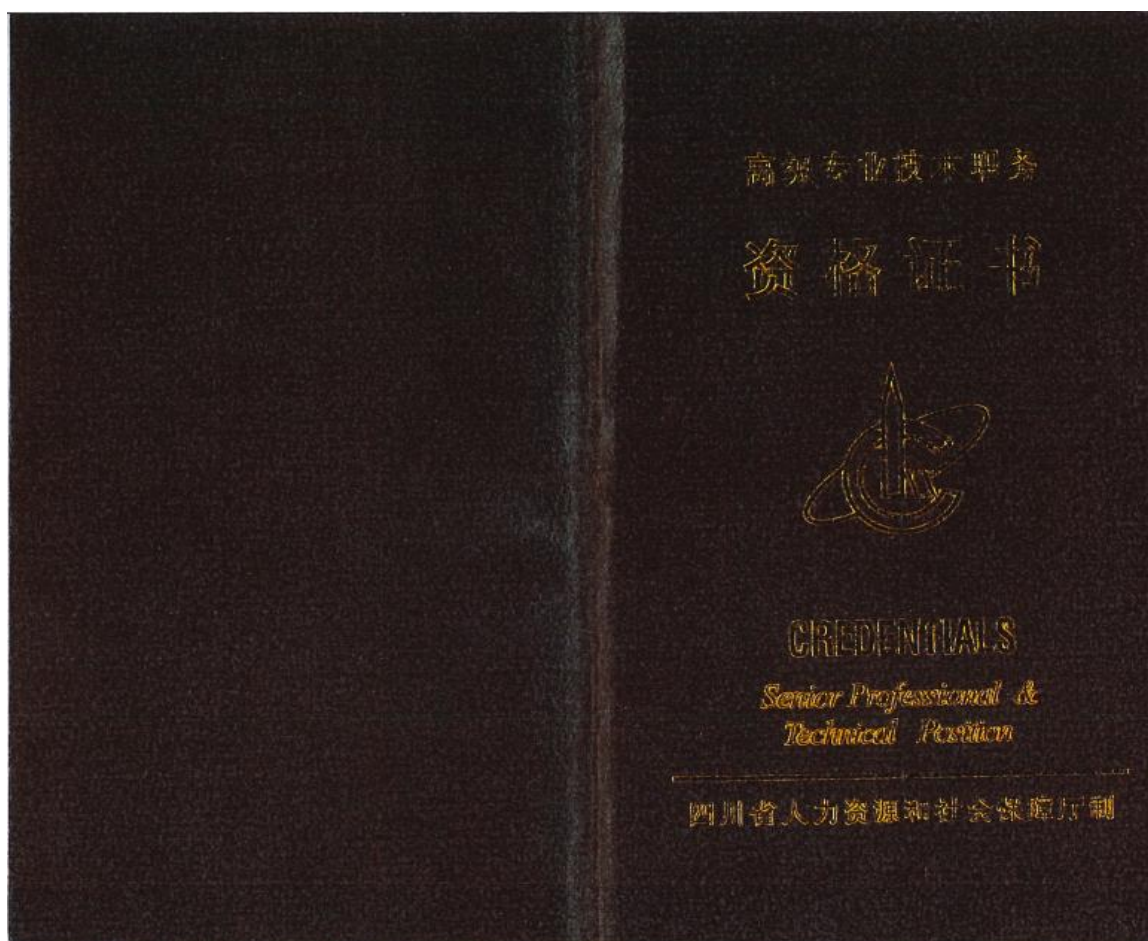 高级专业技术职务
资格证书
CREDENTIALS
Senior Professional &
Technical Position
四川省人力资源和社会保障厅制